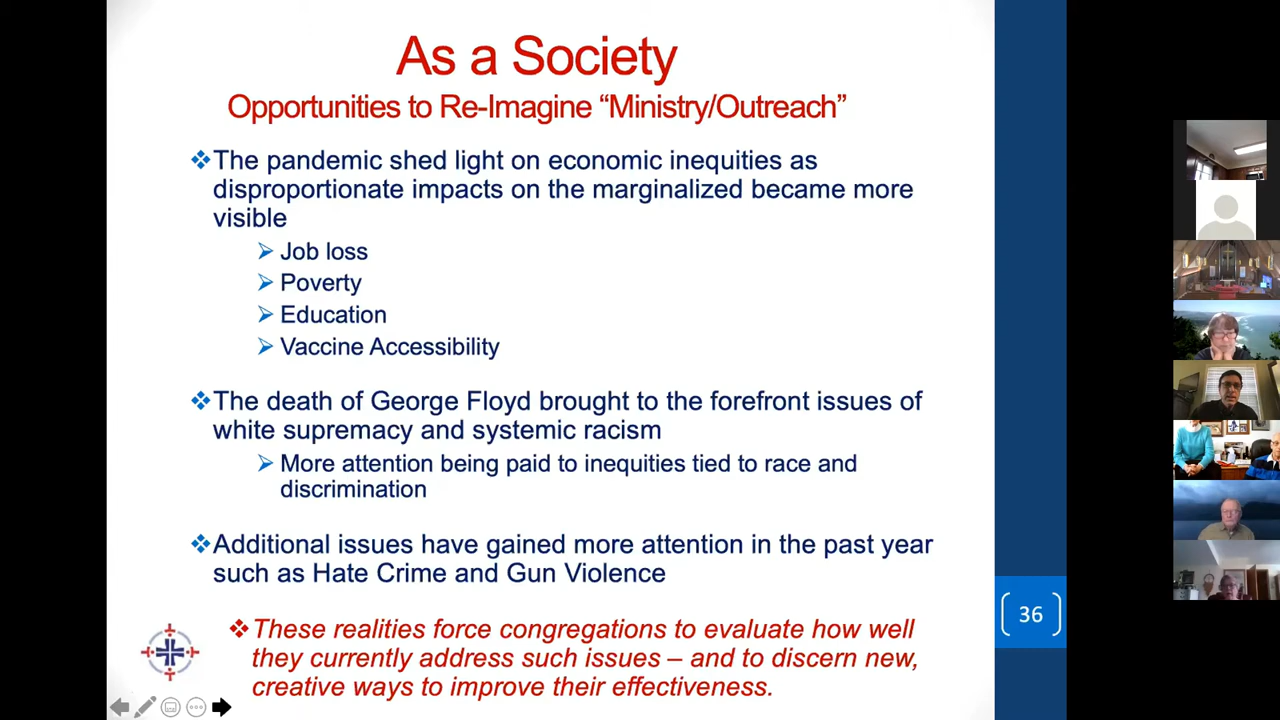 As a Society
Opportunities to Re-Imagine “Ministry/Outreach”
❖The pandemic shed light on economic inequities as
disproportionate impacts on the marginalized became more
visible
➢ Job loss
➢ Poverty
➢ Education
➢ Vaccine Accessibility
❖The death of George Floyd brought to the forefront issues of
white supremacy and systemic racism
➢ More attention being paid to inequities tied to race and
discrimination
❖Additional issues have gained more attention in the past year
such as Hate Crime and Gun Violence
❖These realities force congregations to evaluate how well
they currently address such issues – and to discern new,
creative ways to improve their effectiveness.
36